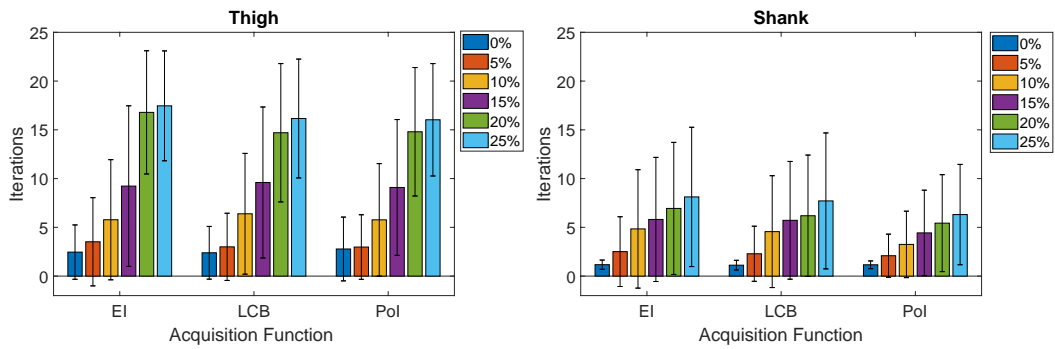 Thigh
25
20
15
10
5
0
Iterations
EI
LCB
PoI
Acquisition Function
0%
5%
10%
15%
20%
25%
Shank
25
20
15
10
5
0
Iterations
EI
LCB
PoI
Acquisition Function
0%
5%
10%
15%
20%
25%